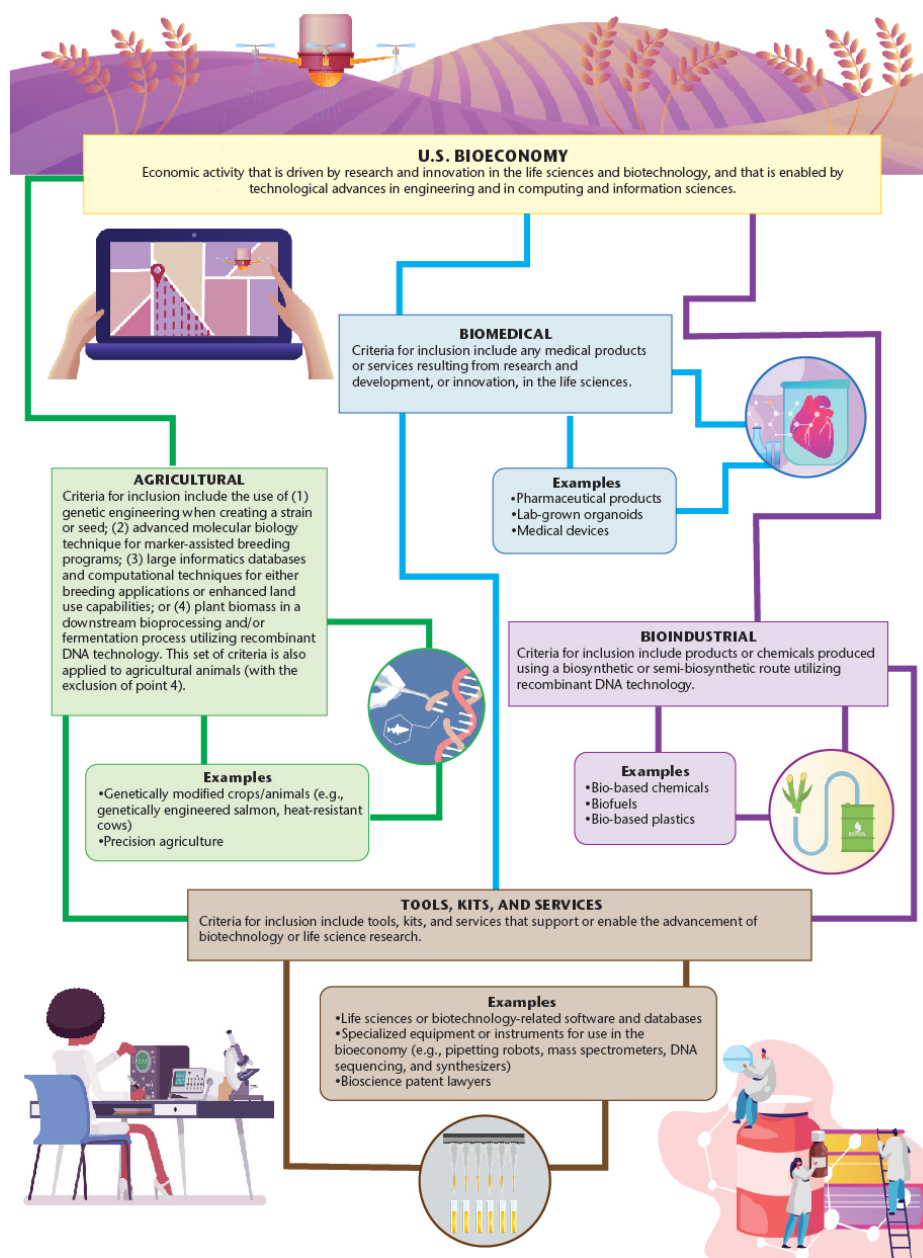 U.S. BIOECONOMY
Economic activity that is driven by research and innovation in the life sciences and biotechnology, and that is enabled by
technological advances in engineering and in computing and information sciences.
BIOMEDICAL
Criteria for inclusion include any medical products
or services resulting from research and
development, or innovation, in the life sciences.
Examples
•Pharmaceutical products
•Lab-grown organoids
•Medical devices
AGRICULTURAL
Criteria for inclusion include the use of (1)
genetic engineering when creating a strain
or seed; (2) advanced molecular biology
technique for marker-assisted breeding
programs; (3) large informatics databases
and computational techniques for either
breeding applications or enhanced land
use capabilities; or (4) plant biomass in a
downstream bioprocessing and/or
fermentation process utilizing recombinant
DNA technology. This set of criteria is also
applied to agricultural animals (with the
exclusion of point 4).
Examples
•Genetically modified crops/animals (e.g.,
genetically engineered salmon, heat-resistant
cows)
•Precision agriculture
BIOINDUSTRIAL
Criteria for inclusion include products or chemicals produced
using a biosynthetic or semi-biosynthetic route utilizing
recombinant DNA technology.
Examples
•Bio-based chemicals
•Biofuels
•Bio-based plastics
TOOLS, KITS, AND SERVICES
Criteria for inclusion include tools, kits, and services that support or enable the advancement of
biotechnology or life science research.
Examples
•Life sciences or biotechnology-related software and databases
•Specialized equipment or instruments for use in the
bioeconomy (e.g., pipetting robots, mass spectrometers, DNA
sequencing, and synthesizers)
•Bioscience patent lawyers